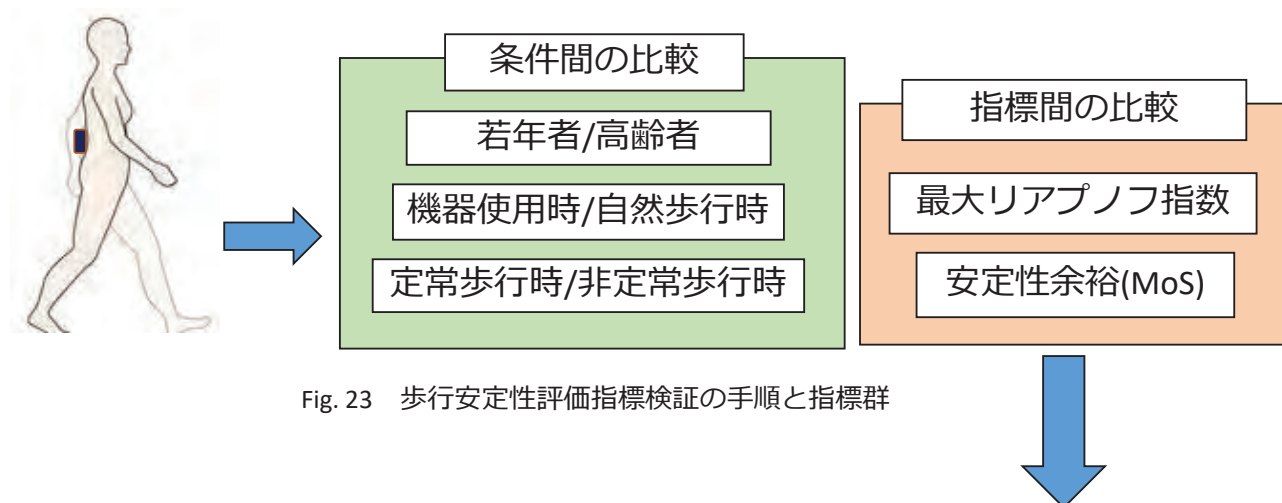 条件間の比較
若年者/高齢者
機器使用時/自然歩行時
定常歩行時/非定常歩行時
指標間の比較
最大リアプノフ指数
安定性余裕(MoS)
Fig. 23　歩行安定性評価指標検証の手順と指標群